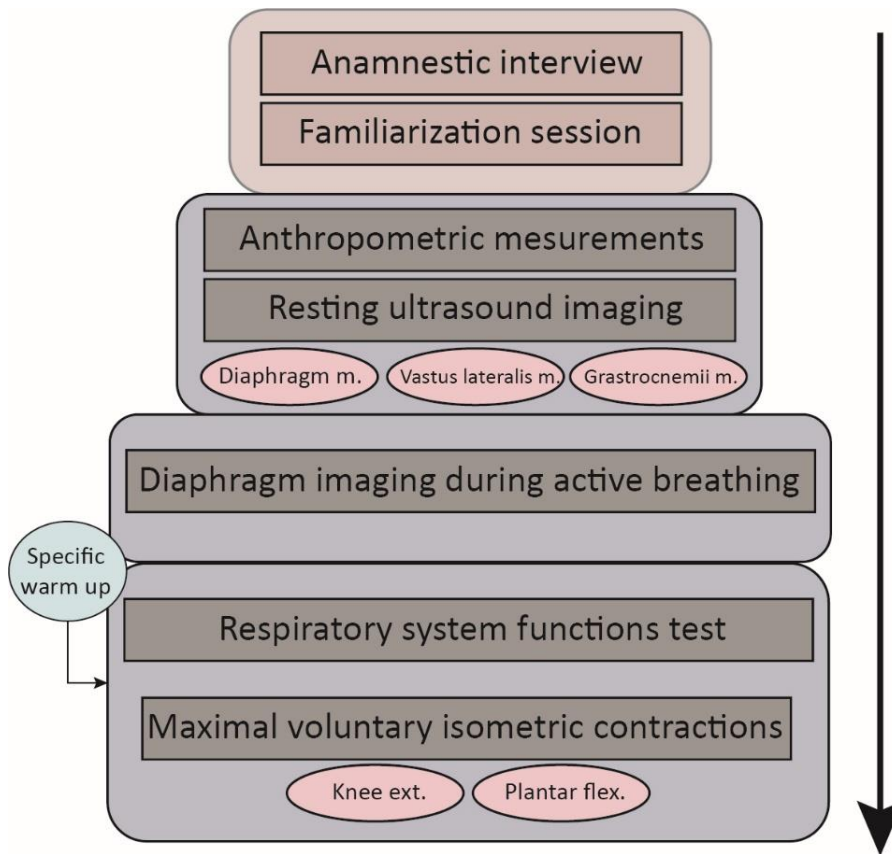 Anamnestic interview
Familiarization session
Anthropometric mesurements
Resting ultrasound imaging
Diaphragm m.
Vastus lateralis m.
Grastrocnemii m.
Diaphragm imaging during active breathing
Specific
warm up
Respiratory system functions test
Maximal voluntary isometric contractions
Knee ext.
Plantar flex.